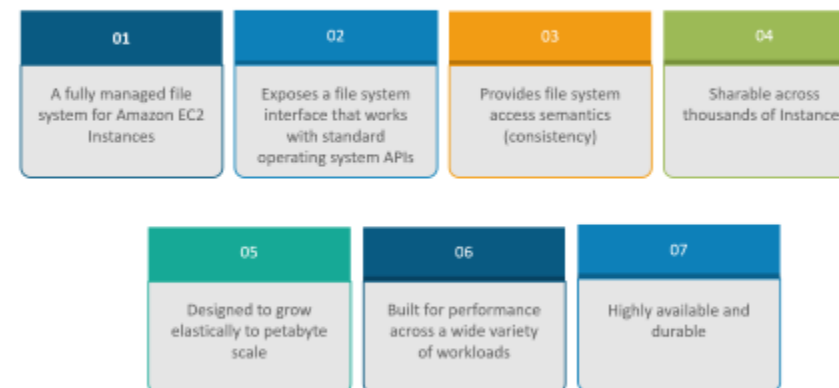 01
A fully managed file
system for Amazon EC2
Instances
02
Exposes a file system
interface that works
with standard
operating system APIs
03
Provides file system
access semantics
(consistency)
04
Sharable across
thousands of Instance
05
Designed to grow
elastically to petabyte
scale
06
Built for performance
across a wide variety
of workloads
07
Highly available and
durable